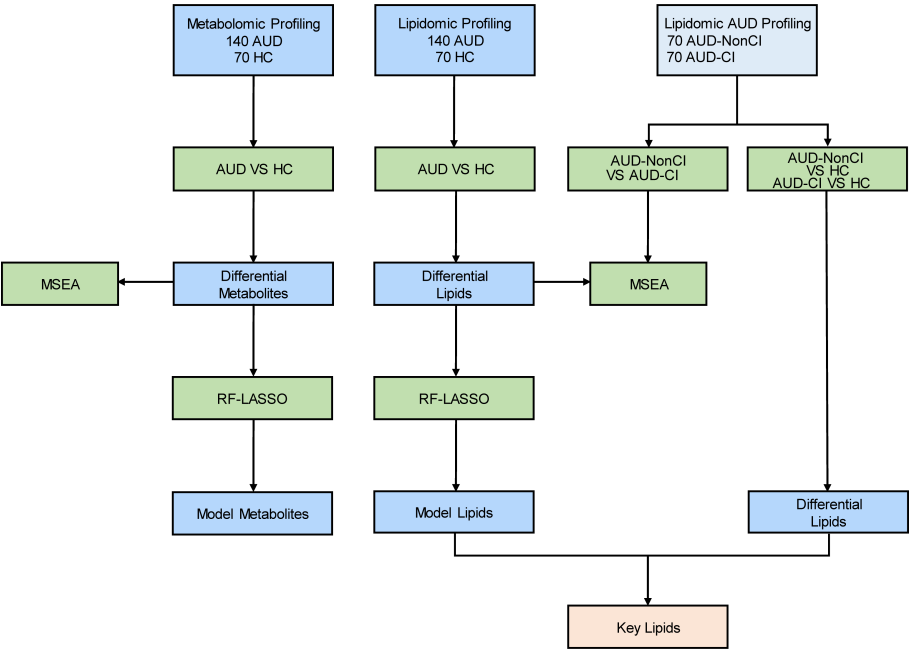 Metabolomic Profiling
140 AUD
70 HC
Lipidomic Profiling
140 AUD
70 HC
Lipidomic AUD Profiling
70 AUD-NonCI
70 AUD-CI
AUD VS HC
AUD VS HC
AUD-NonCI
VS AUD-CI
AUD-NonCI
VS HC
AUD-CI VS HC
MSEA
Differential
Metabolites
Differential
Lipids
MSEA
RF-LASSO
RF-LASSO
Model Metabolites
Model Lipids
Differential
Lipids
Key Lipids